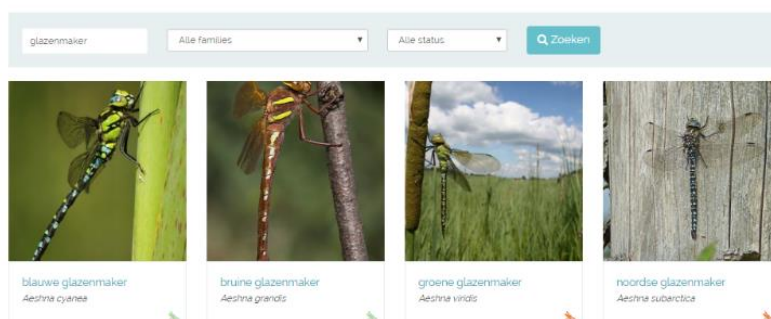 glazenmaker
Alle families
Alle status
Zoeken
blauwe glazenmaker
Aeshna cyanea
bruine glazenmaker
Aeshna grandis
groene glazenmaker
Aeshna viridis
noordse glazenmaker
Aeshna subarctica